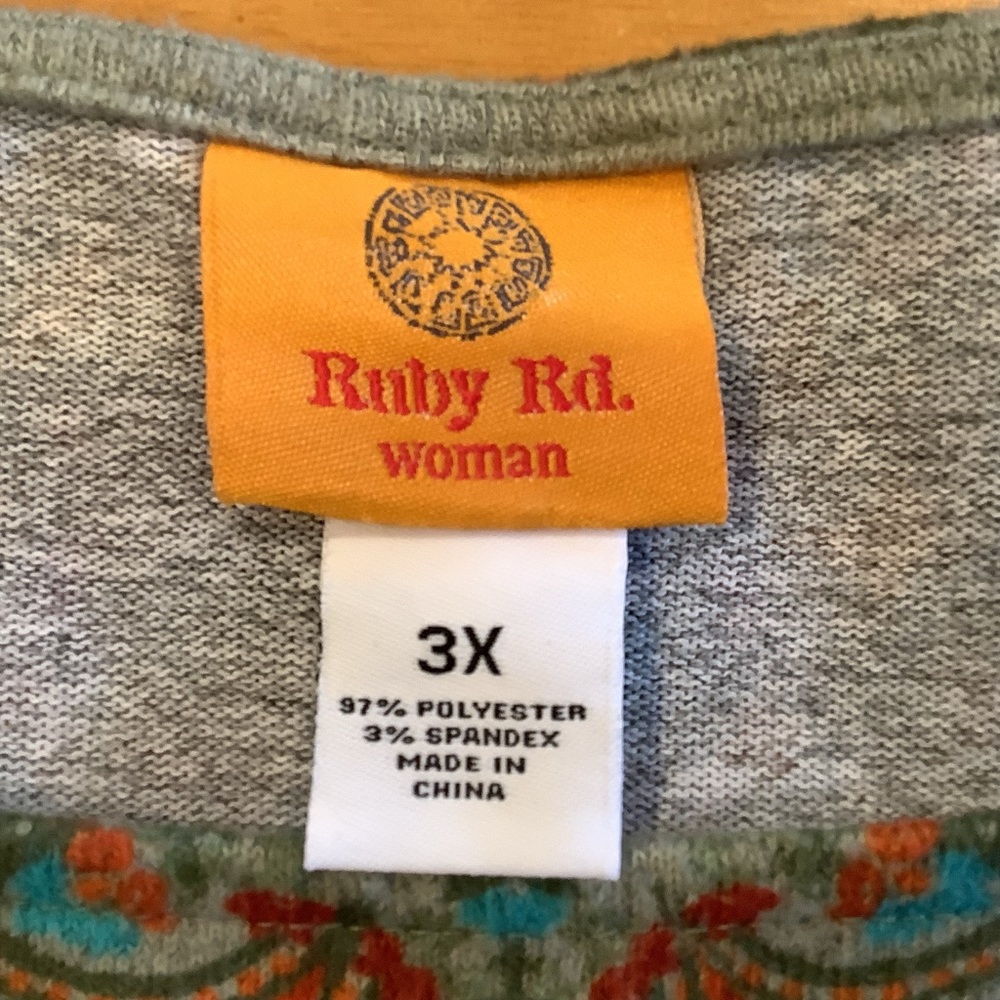 Ruby Rd.
woman
3X
97% POLYESTER
3% SPANDEX
MADE IN
CHINA